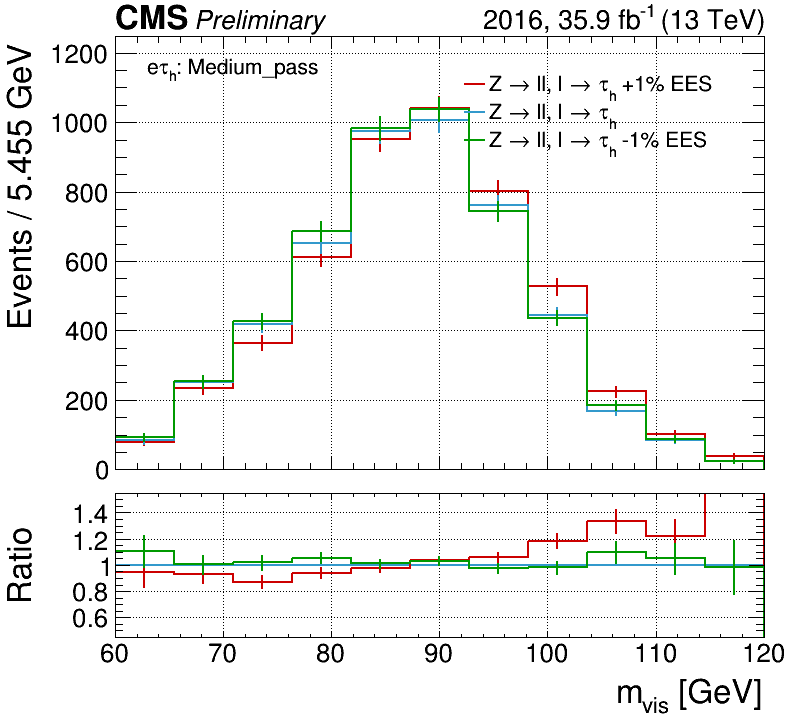 CMS Preliminary 2016, 35.9 fb⁻¹ (13 TeV)
eτₕ: Medium_pass
Z → ll, l → τₕ +1% EES
Z → ll, l → τₕ
Z → ll, l → τₕ -1% EES
Events / 5.455 GeV
1200
1000
800
600
400
200
0
Ratio
1.4
1.2
1
0.8
0.6
60 70 80 90 100 110 120
m_vis [GeV]